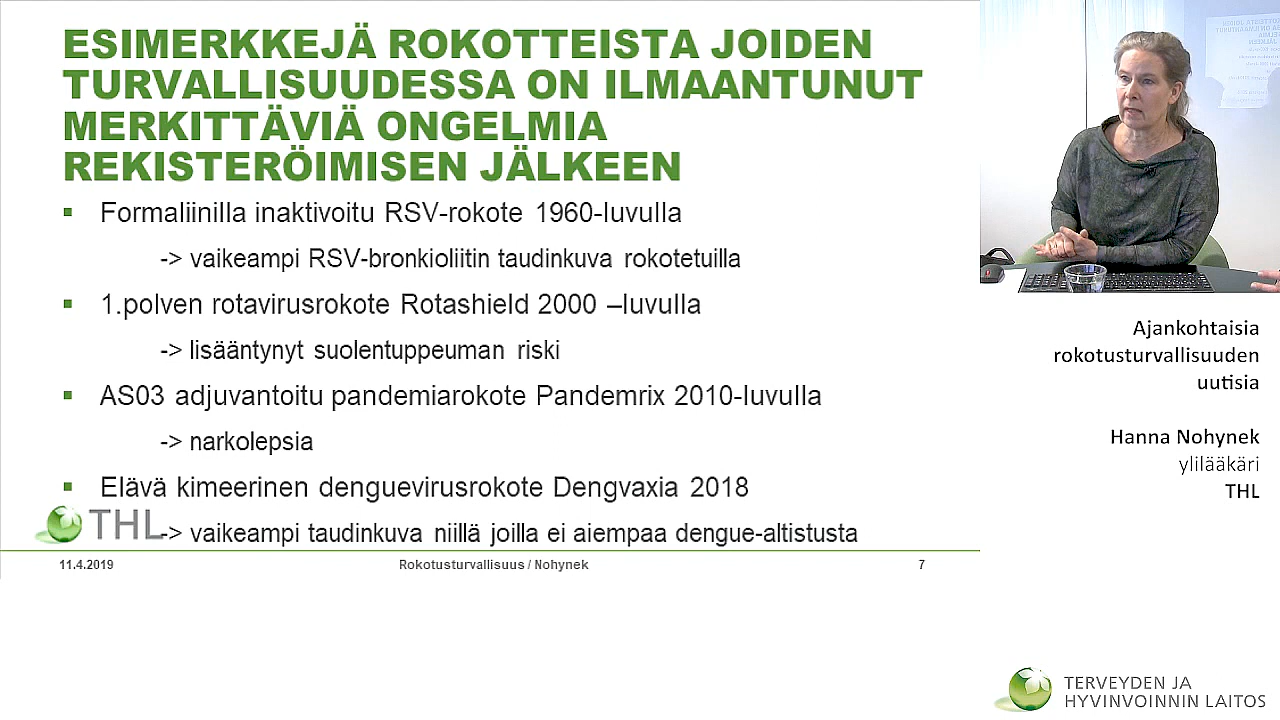 ESIMERKKEJÄ ROKOTTEISTA JOIDEN
TURVALLISUUDESSA ON ILMAANTUNUT
MERKITTÄVIÄ ONGELMIA
REKISTERÖIMISEN JÄLKEEN
▪ Formaliinilla inaktivoitu RSV-rokote 1960-luvulla
-> vaikeampi RSV-bronkioliitin taudinkuva rokotetuilla
▪ 1.polven rotavirusrokote Rotashield 2000 –luvulla
-> lisääntynyt suolentuppeuman riski
▪ AS03 adjuvantoitu pandemiarokote Pandemrix 2010-luvulla
-> narkolepsia
▪ Elävä kimeerinen denguevirusrokote Dengvaxia 2018
-> vaikeampi taudinkuva niillä joilla ei aiempaa dengue-altistusta
THL
11.4.2019
Rokotusturvallisuus / Nohynek
7
Ajankohtaisia
rokotusturvallisuuden
uutisia
Hanna Nohynek
ylilääkäri
THL
TERVEYDEN JA
HYVINVOINNIN LAITOS